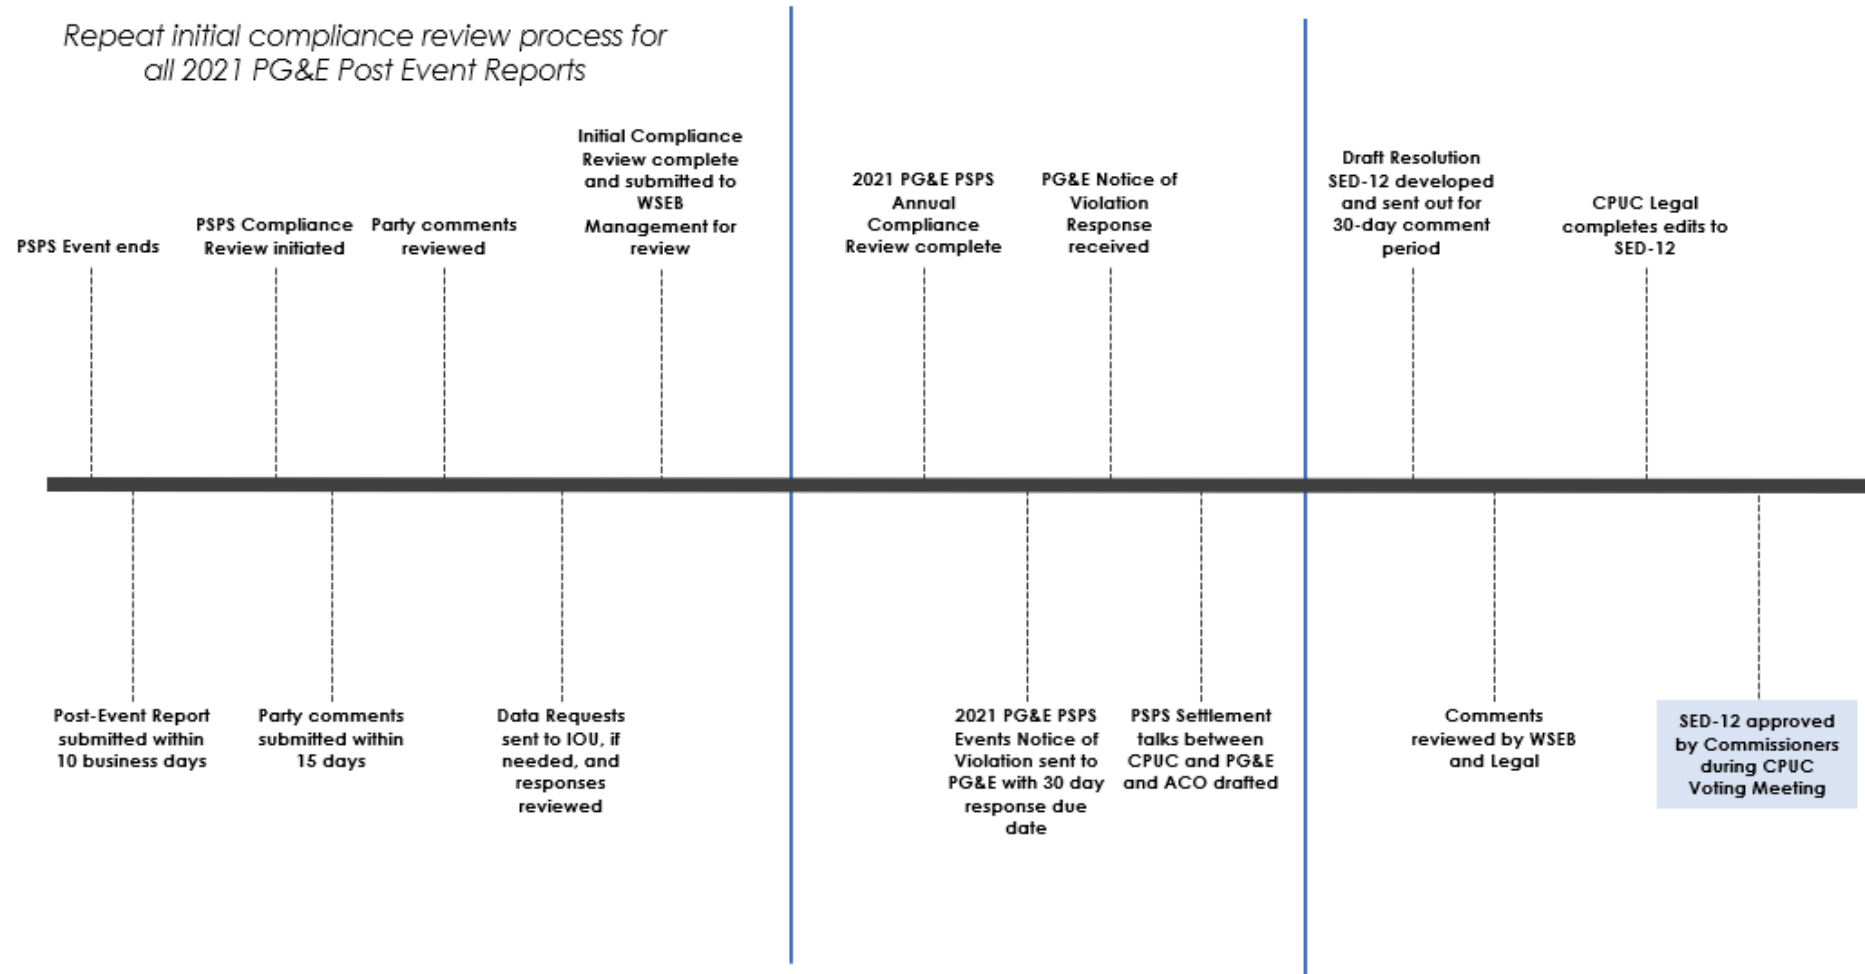 Repeat initial compliance review process for
all 2021 PG&E Post Event Reports
PSPS Event ends
PSPS Compliance
Review initiated
Party comments
reviewed
Initial Compliance
Review complete
and submitted to
WSEB
Management for
review
2021 PG&E PSPS
Annual
Compliance
Review complete
PG&E Notice of
Violation
Response
received
Draft Resolution
SED-12 developed
and sent out for
30-day comment
period
CPUC Legal
completes edits to
SED-12
Post-Event Report
submitted within
10 business days
Party comments
submitted within
15 days
Data Requests
sent to IOU, if
needed, and
responses
reviewed
2021 PG&E PSPS
Events Notice of
Violation sent to
PG&E with 30 day
response due
date
PSPS Settlement
talks between
CPUC and PG&E
and ACO drafted
Comments
reviewed by WSEB
and Legal
SED-12 approved
by Commissioners
during CPUC
Voting Meeting